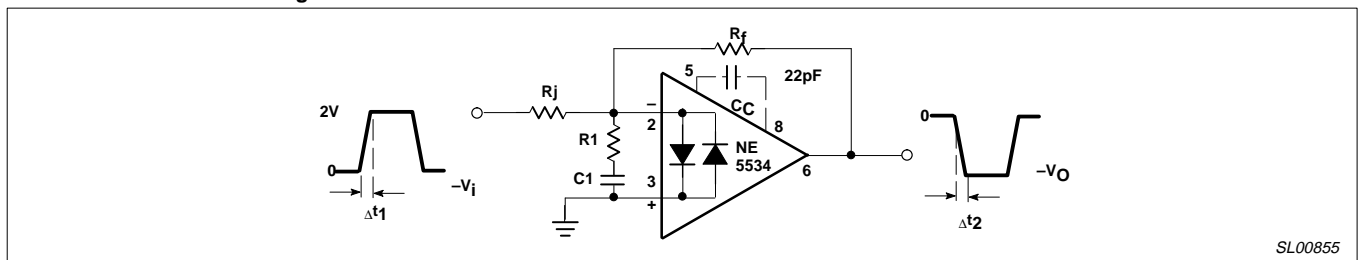 g
Rf
5
22pF
CC
Rj
2V
–
2
8
R1
NE
5534
0
0
6
C1
3
+
–Vi
–VO
Δt1
Δt2
SL00855